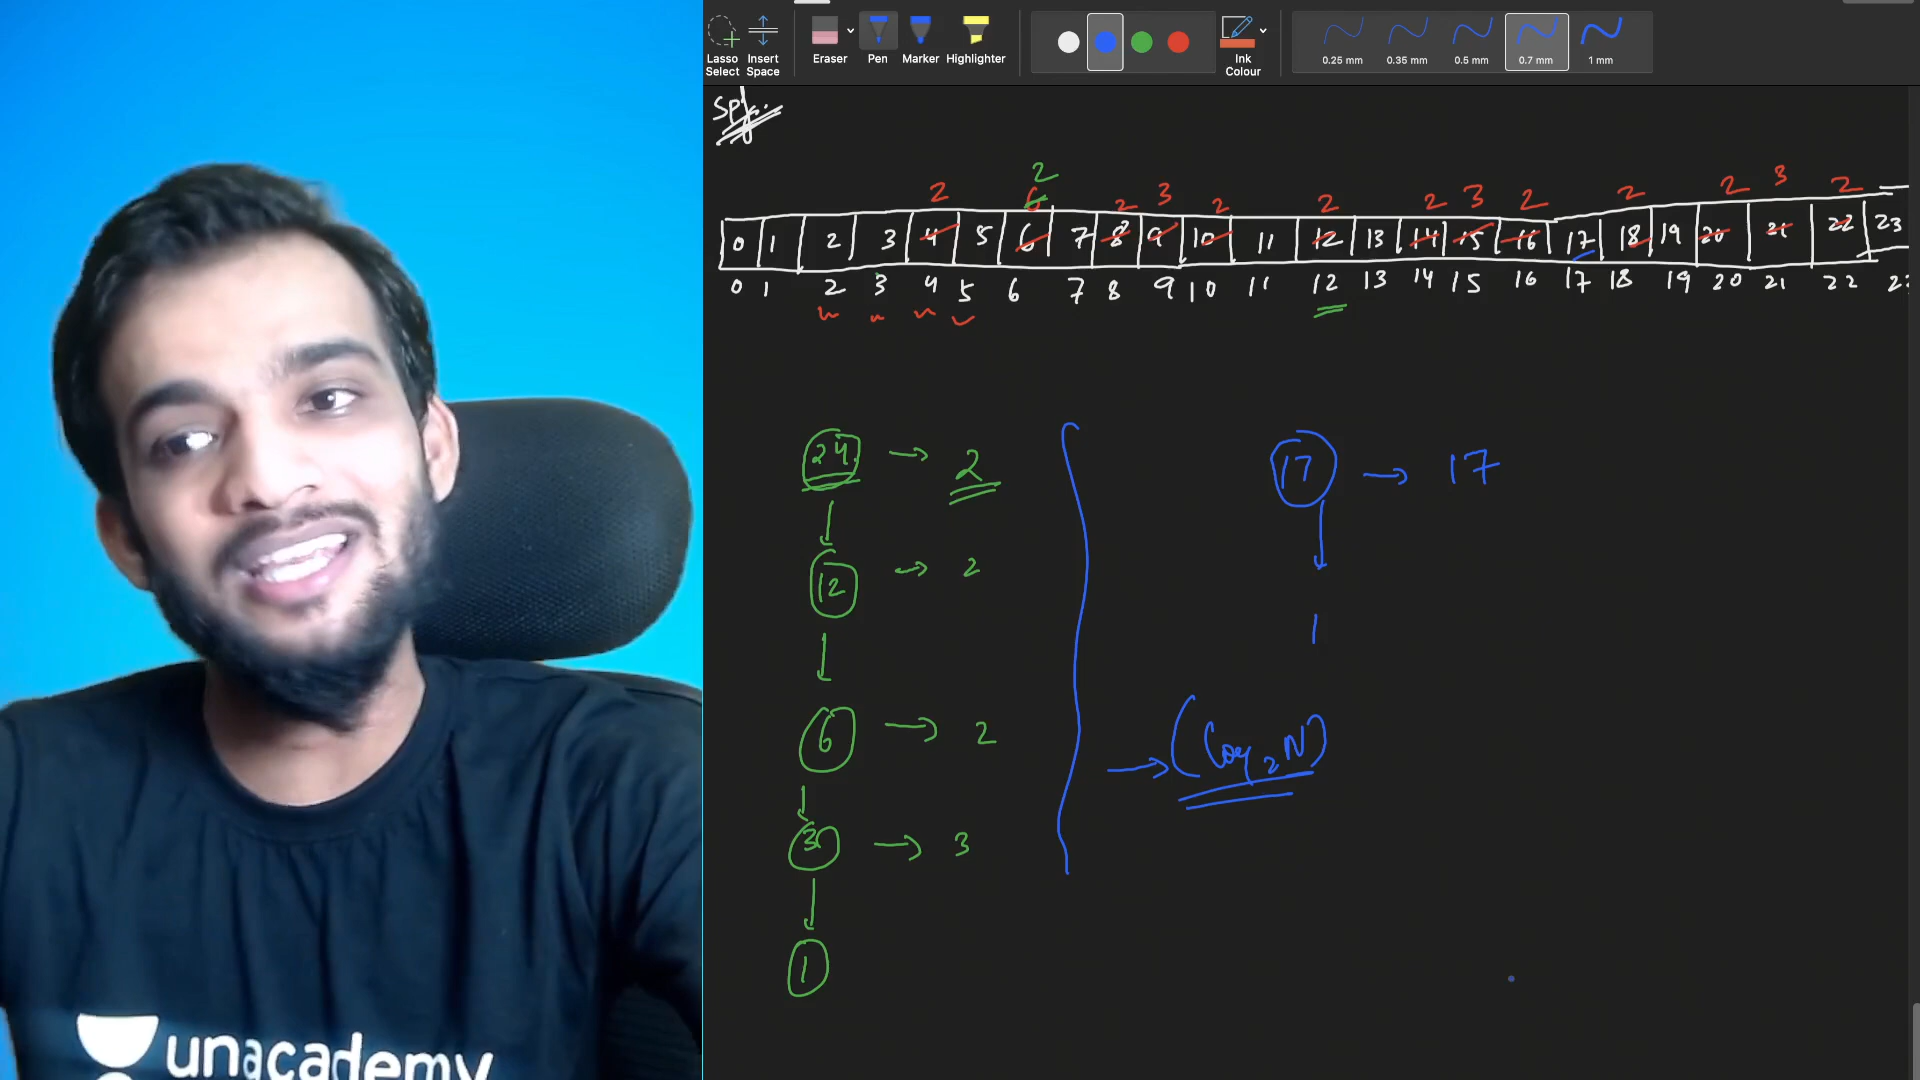 Lasso Select
Insert Space
Eraser
Pen
Marker
Highlighter
Ink Colour
0.25 mm
0.35 mm
0.5 mm
0.7 mm
1 mm
spf
2 2 6 2 3 2 2 2 3 2 2 2 3 2
0 1 2 3 4 5 6 7 8 9 10 11 12 13 14 15 16 17 18 19 20 21 22 23
0 1 2 3 4 5 6 7 8 9 10 11 12 13 14 15 16 17 18 19 20 21 22
24 → 2
17 → 17
12 → 2
1
6 → 2
→ (Log₂N)
3 → 3
1
unacademy